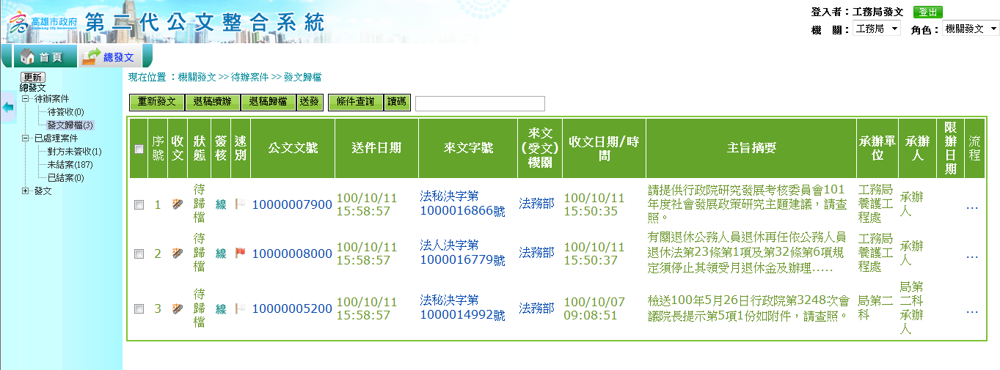 高雄市政府
Kaohsiung City Government
第二代公文整合系統
登入者：工務局發文 登出
機 關：工務局 角色：機關發文
首頁 總發文
更新
總發文
待辦案件
待簽收(0)
發文歸檔(3)
已處理案件
對方未簽收(1)
未結案(187)
已結案(0)
發文
現在位置 ：機關發文 >> 待辦案件 >> 發文歸檔
重新發文 退稿續辦 退稿歸檔 送發 條件查詢 讀碼
序號 收文 狀態 簽核 速別 公文文號 送件日期 來文字號 來文(受文)機關 收文日期/時間 主旨摘要 承辦單位 承辦人 限辦日期 流程
1 待歸檔 線 10000007900 100/10/11 15:58:57 法秘決字第1000016866號 法務部 100/10/11 15:50:35 請提供行政院研究發展考核委員會101年度社會發展政策研究主題建議，請查照。 工務局養護工程處 承辦人 ...
2 待歸檔 線 10000008000 100/10/11 15:58:57 法人決字第1000016779號 法務部 100/10/11 15:50:37 有關退休公務人員退休再任依公務人員退休法第23條第1項及第32條第6項規定須停止其領受月退休金及辦理..... 工務局養護工程處 承辦人 ...
3 待歸檔 線 10000005200 100/10/11 15:58:57 法秘決字第1000014992號 法務部 100/10/07 09:08:51 檢送100年5月26日行政院第3248次會議院長提示第5項1份如附件，請查照。 局第二科 局第二科承辦人 ...